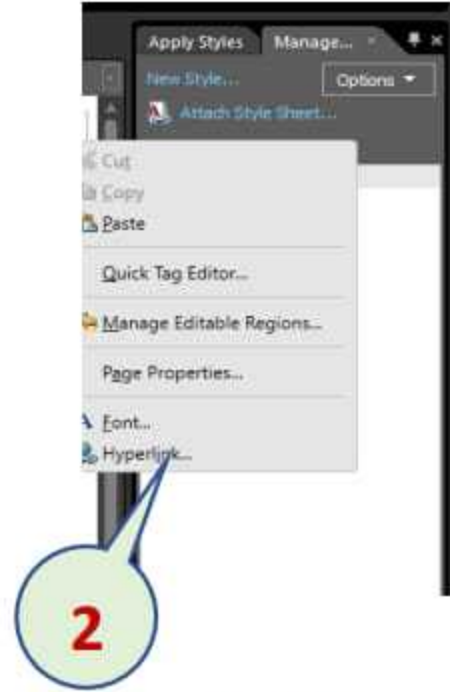 Apply Styles Manage...
New Style... Options
Attach Style Sheet...
Cut
Copy
Paste
Quick Tag Editor...
Manage Editable Regions...
Page Properties...
Font...
Hyperlink...
2